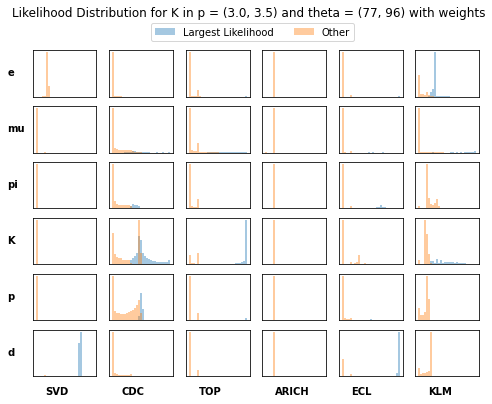 Likelihood Distribution for K in p = (3.0, 3.5) and theta = (77, 96) with weights
Largest Likelihood Other
e
mu
pi
K
p
d
SVD CDC TOP ARICH ECL KLM